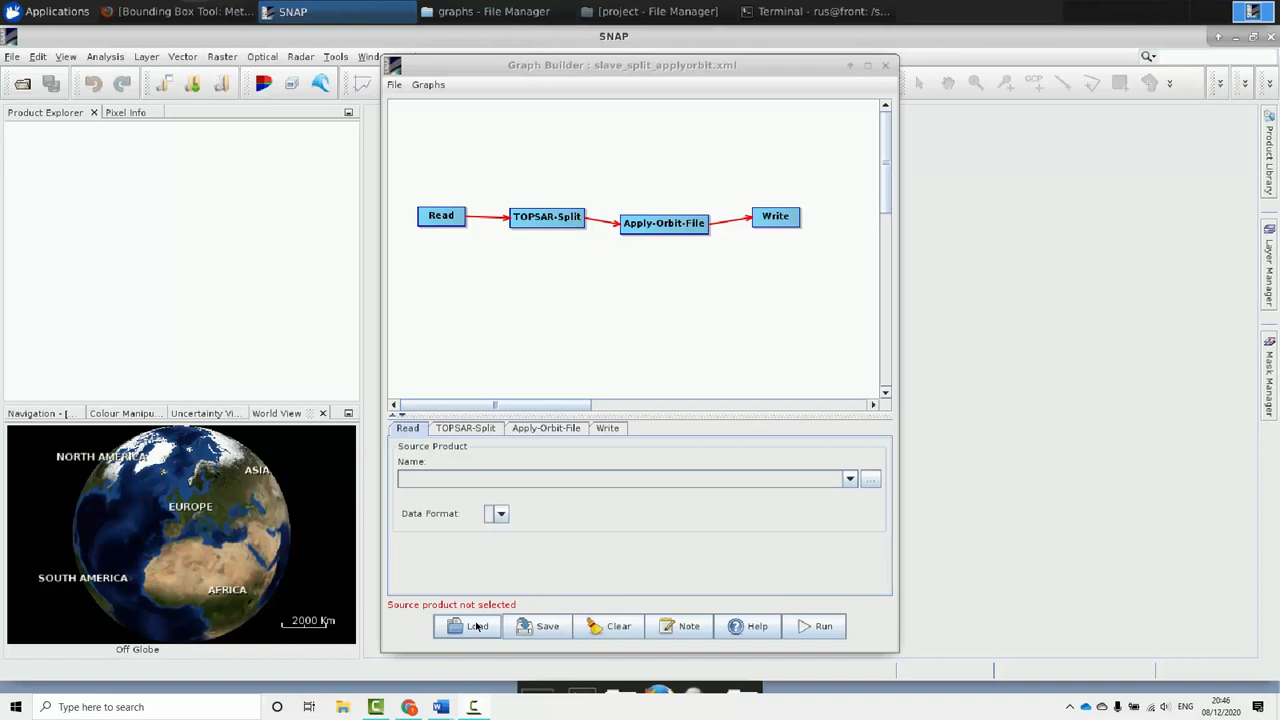 Applications
[Bounding Box Tool: Met...
SNAP
graphs - File Manager
[project - File Manager]
Terminal - rus@front: /s...
SNAP
File Edit View Analysis Layer Vector Raster Optical Radar Tools Wind
Graph Builder : slave_split_applyorbit.xml
File Graphs
GCP
Product Explorer
Pixel Info
Read
TOPSAR-Split
Apply-Orbit-File
Write
Product Library
Layer Manager
Mask Manager
Navigation - [...
Colour Manipu...
Uncertainty Vi...
World View
Read
TOPSAR-Split
Apply-Orbit-File
Write
Source Product
Name:
...
Data Format:
NORTH AMERICA
ASIA
EUROPE
SOUTH AMERICA
AFRICA
2000 Km
Off Globe
Source product not selected
Load
Save
Clear
Note
Help
Run
Type here to search
20:46
08/12/2020